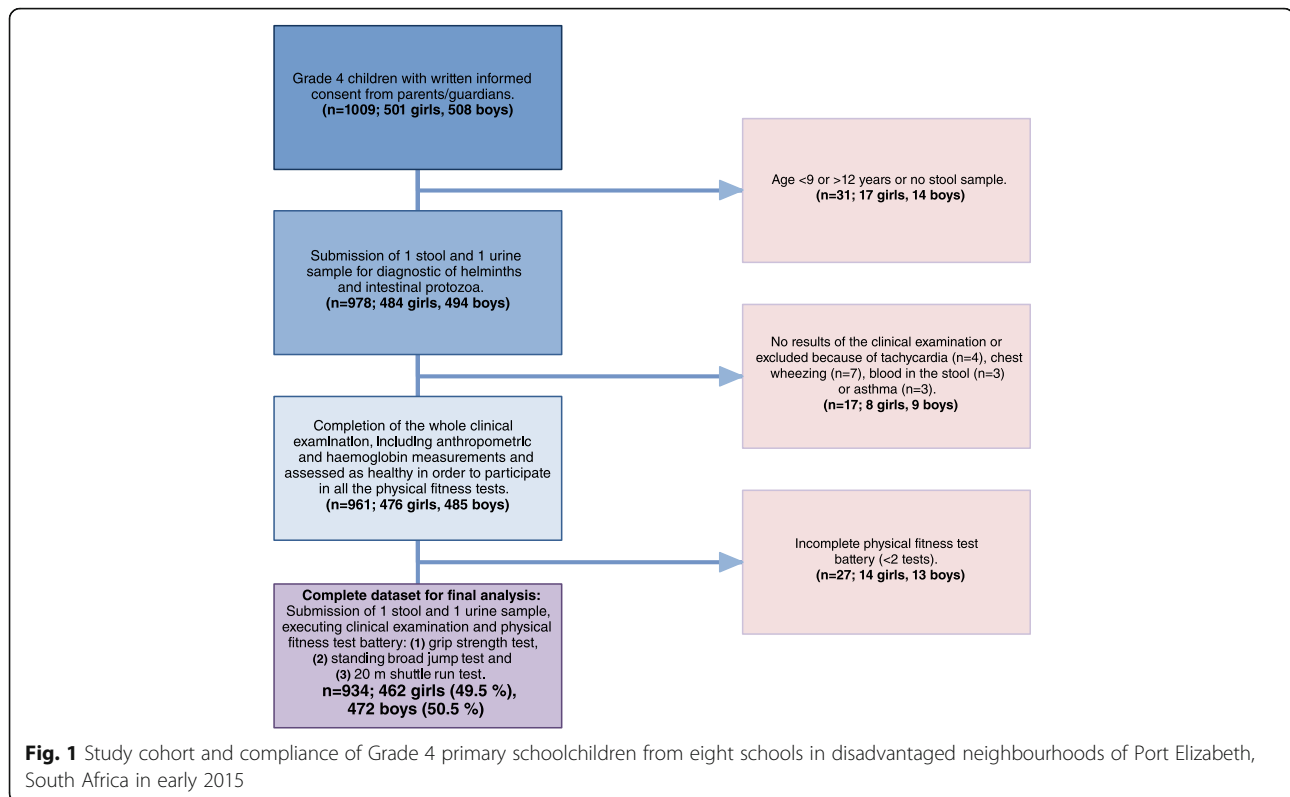 Grade 4 children with written informed
consent from parents/guardians.
(n=1009; 501 girls, 508 boys)
Age <9 or >12 years or no stool sample.
(n=31; 17 girls, 14 boys)
Submission of 1 stool and 1 urine
sample for diagnostic of helminths
and intestinal protozoa.
(n=978; 484 girls, 494 boys)
No results of the clinical examination or
excluded because of tachycardia (n=4), chest
wheezing (n=7), blood in the stool (n=3)
or asthma (n=3).
(n=17; 8 girls, 9 boys)
Completion of the whole clinical
examination, including anthropometric
and haemoglobin measurements and
assessed as healthy in order to participate
in all the physical fitness tests.
(n=961; 476 girls, 485 boys)
Incomplete physical fitness test
battery (<2 tests).
(n=27; 14 girls, 13 boys)
Complete dataset for final analysis:
Submission of 1 stool and 1 urine sample,
executing clinical examination and physical
fitness test battery: (1) grip strength test,
(2) standing broad jump test and
(3) 20 m shuttle run test.
n=934; 462 girls (49.5 %),
472 boys (50.5 %)
Fig. 1 Study cohort and compliance of Grade 4 primary schoolchildren from eight schools in disadvantaged neighbourhoods of Port Elizabeth,
South Africa in early 2015